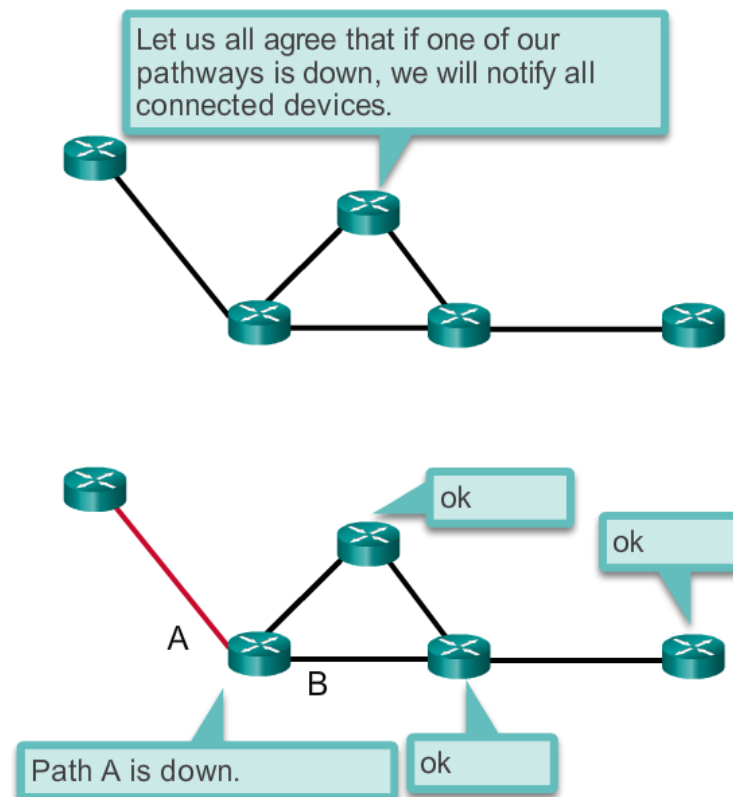 Let us all agree that if one of our
pathways is down, we will notify all
connected devices.
ok
ok
A
B
Path A is down.
ok